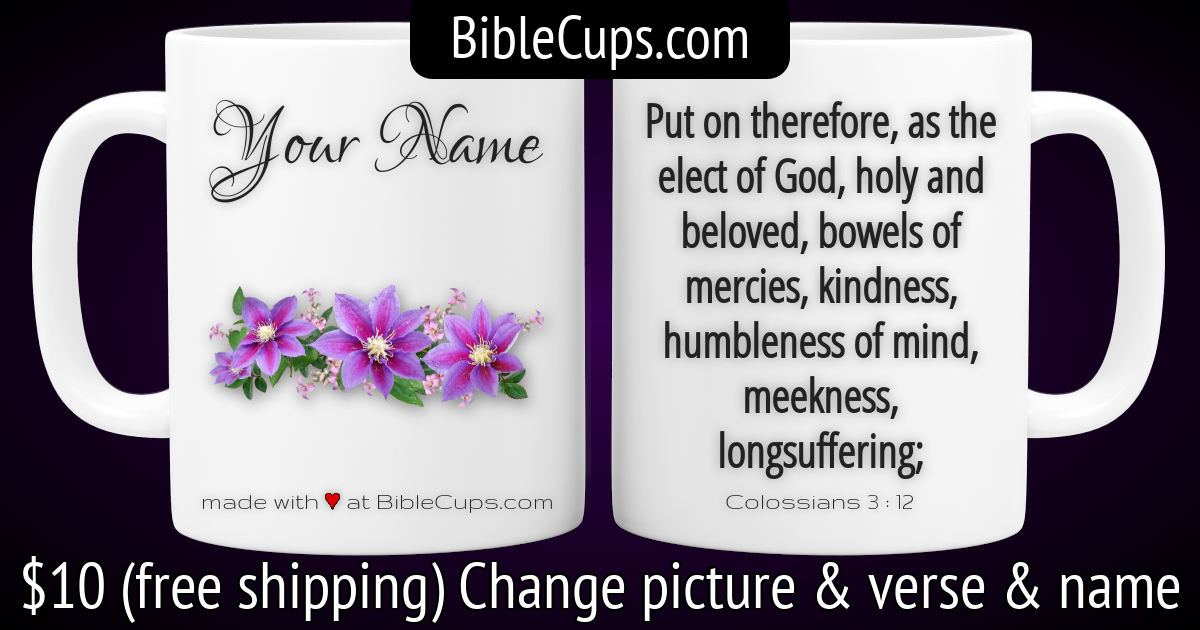 BibleCups.com
Your Name
made with ♥ at BibleCups.com
Put on therefore, as the
elect of God, holy and
beloved, bowels of
mercies, kindness,
humbleness of mind,
meekness,
longsuffering;
Colossians 3 : 12
$10 (free shipping) Change picture & verse & name